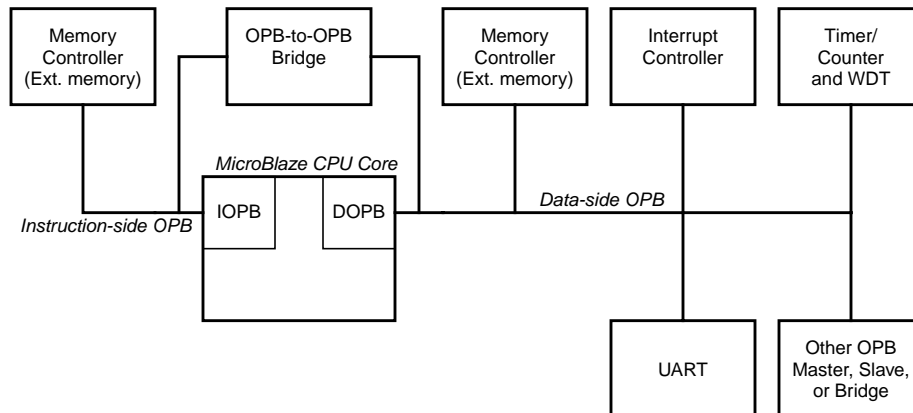 Memory
Controller
(Ext. memory)
OPB-to-OPB
Bridge
Memory
Controller
(Ext. memory)
Interrupt
Controller
Timer/
Counter
and WDT
MicroBlaze CPU Core
IOPB
DOPB
Instruction-side OPB
Data-side OPB
UART
Other OPB
Master, Slave,
or Bridge